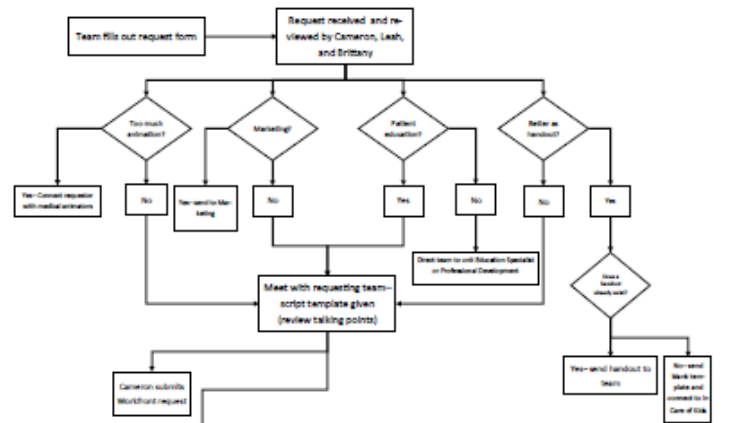 Team fills out request form
Request received and re-
viewed by Cameron, Leah,
and Brittany
Too much
animation?
Marketing?
Patient
education?
Better as
handout?
Yes- Connect requestor
with medical animators
No
Yes-send to Mar-
keting
No
Yes
No
No
Yes
Direct team to unit Education Specialist
or Professional Development
Does a
handout
already exist?
Meet with requesting team-
script template given
(review talking points)
Cameron submits
Workfront request
Yes- send handout to
team
No- send
blank tem-
plate and
connect to In
Care of Kids